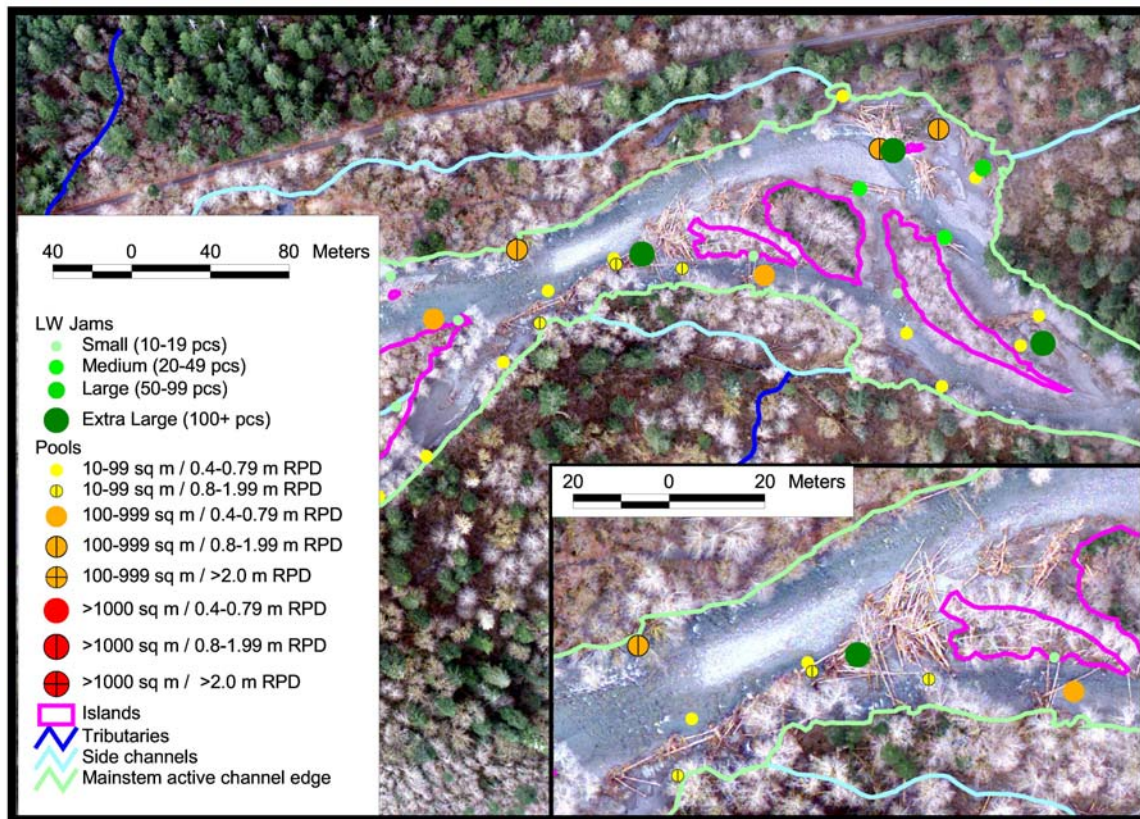 40 0 40 80 Meters
LW Jams
Small (10-19 pcs)
Medium (20-49 pcs)
Large (50-99 pcs)
Extra Large (100+ pcs)
Pools
10-99 sq m / 0.4-0.79 m RPD
10-99 sq m / 0.8-1.99 m RPD
100-999 sq m / 0.4-0.79 m RPD
100-999 sq m / 0.8-1.99 m RPD
100-999 sq m / >2.0 m RPD
>1000 sq m / 0.4-0.79 m RPD
>1000 sq m / 0.8-1.99 m RPD
>1000 sq m / >2.0 m RPD
Islands
Tributaries
Side channels
Mainstem active channel edge
20 0 20 Meters